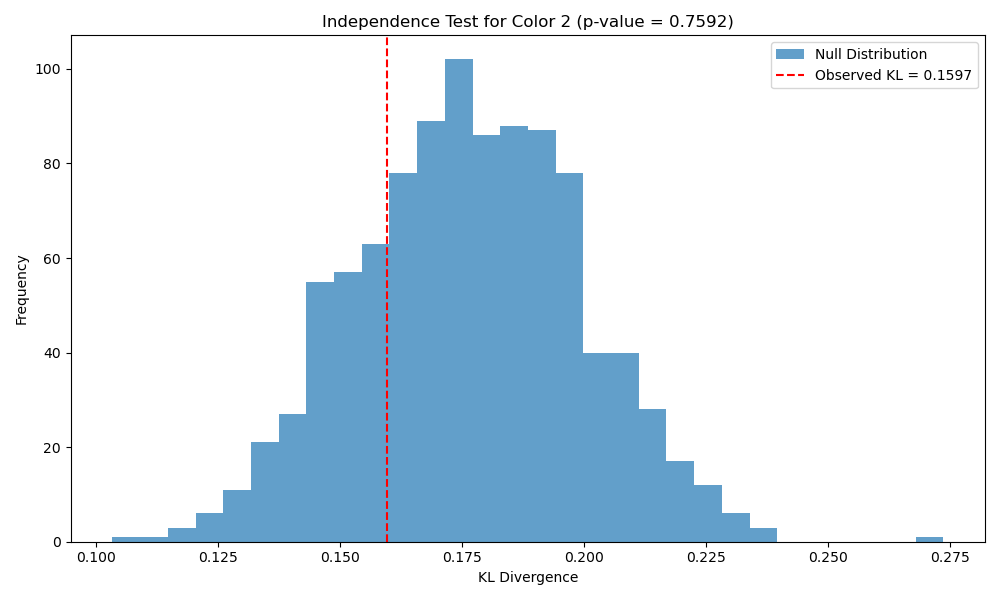 Independence Test for Color 2 (p-value = 0.7592)
Null Distribution
Observed KL = 0.1597
Frequency
100
80
60
40
20
0
0.100 0.125 0.150 0.175 0.200 0.225 0.250 0.275
KL Divergence